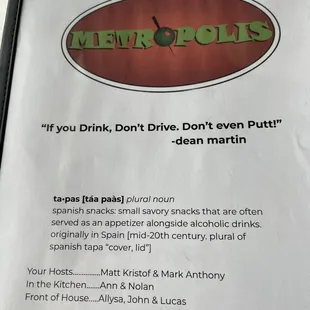 METROPOLIS
“If you Drink, Don’t Drive. Don’t even Putt!”
-dean martin
ta·pas [táa paàs] plural noun
spanish snacks: small savory snacks that are often
served as an appetizer alongside alcoholic drinks.
originally in Spain [mid-20th century. plural of
spanish tapa “cover, lid”]
Your Hosts..............Matt Kristof & Mark Anthony
In the Kitchen.......Ann & Nolan
Front of House.....Allysa, John & Lucas